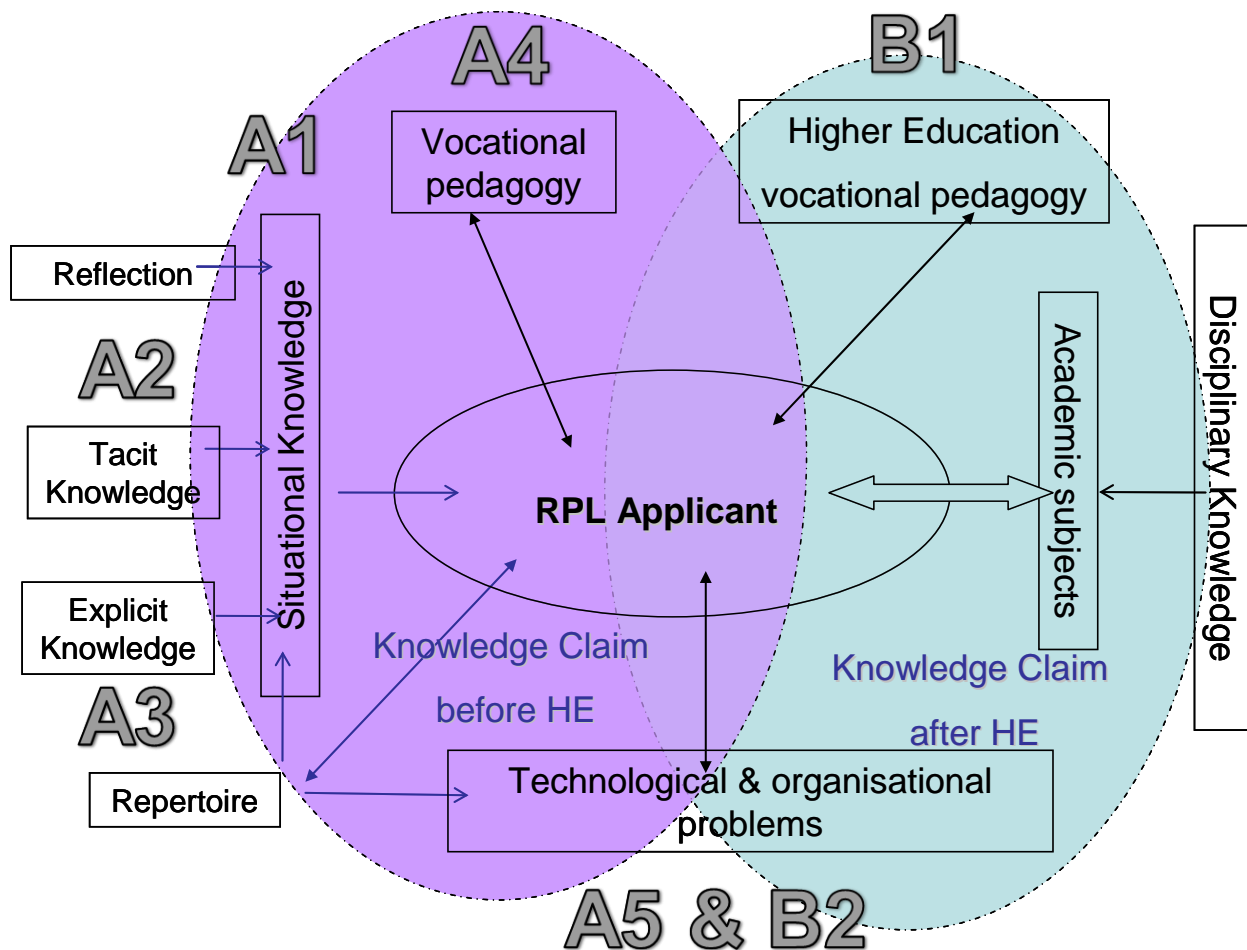 A4
B1
A1
Vocational
pedagogy
Higher Education
vocational pedagogy
Reflection
Situational Knowledge
A2
Tacit
Knowledge
RPL Applicant
Academic subjects
Disciplinary Knowledge
Explicit
Knowledge
Knowledge Claim
before HE
Knowledge Claim
after HE
A3
Repertoire
Technological & organisational
problems
A5 & B2